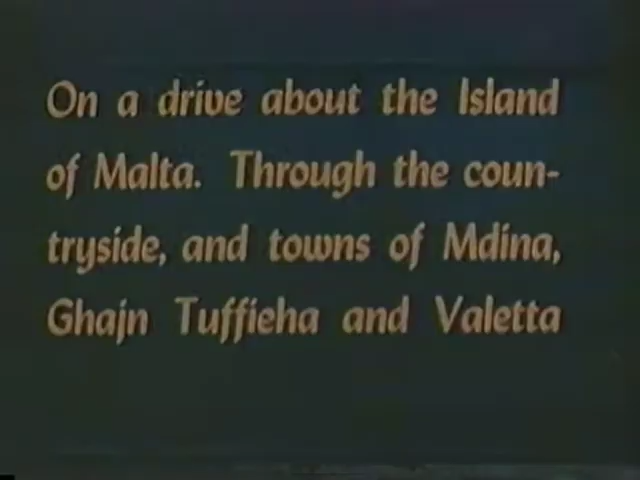 On a drive about the Island
of Malta. Through the coun-
tryside, and towns of Mdina,
Ghajn Tuffieha and Valetta